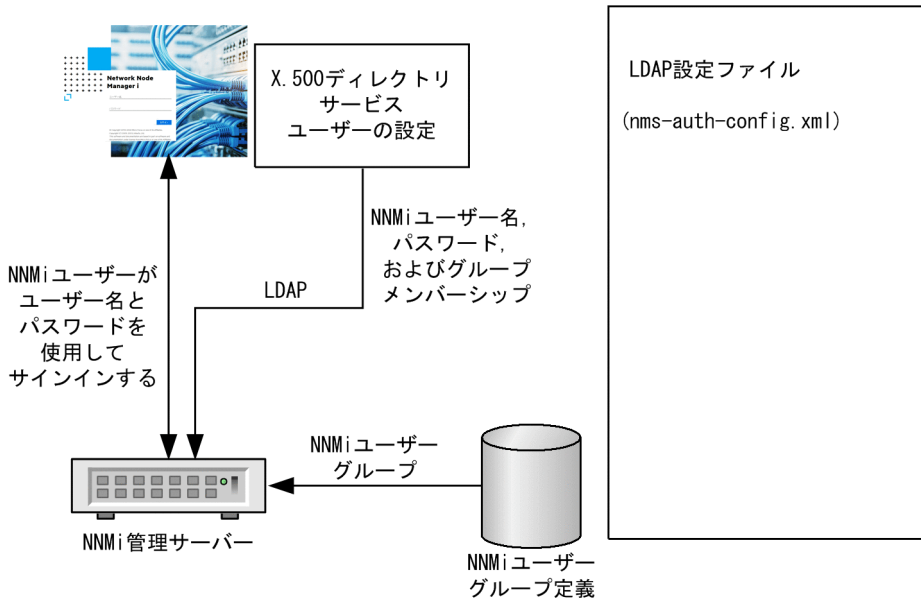 Network Node
Manager i
X.500ディレクトリ
サービス
ユーザーの設定
LDAP設定ファイル
(nms-auth-config.xml)
NNMiユーザー名,
パスワード,
およびグループ
メンバーシップ
LDAP
NNMiユーザーが
ユーザー名と
パスワードを
使用して
サインインする
NNMiユーザー
グループ
NNMi管理サーバー
NNMiユーザー
グループ定義